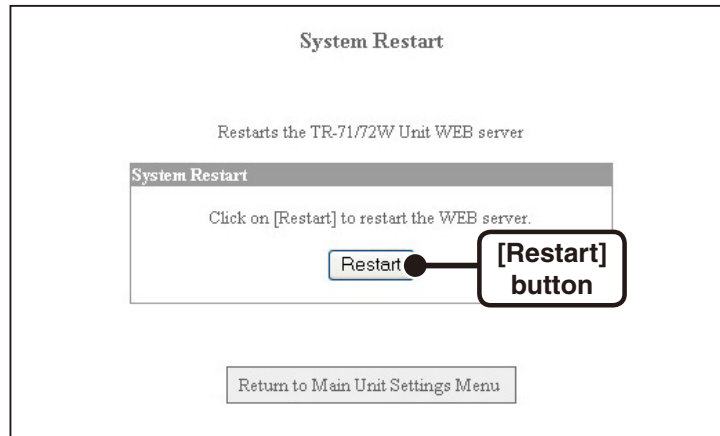 System Restart
Restarts the TR-71/72W Unit WEB server
System Restart
Click on [Restart] to restart the WEB server.
Restart
[Restart]
button
Return to Main Unit Settings Menu